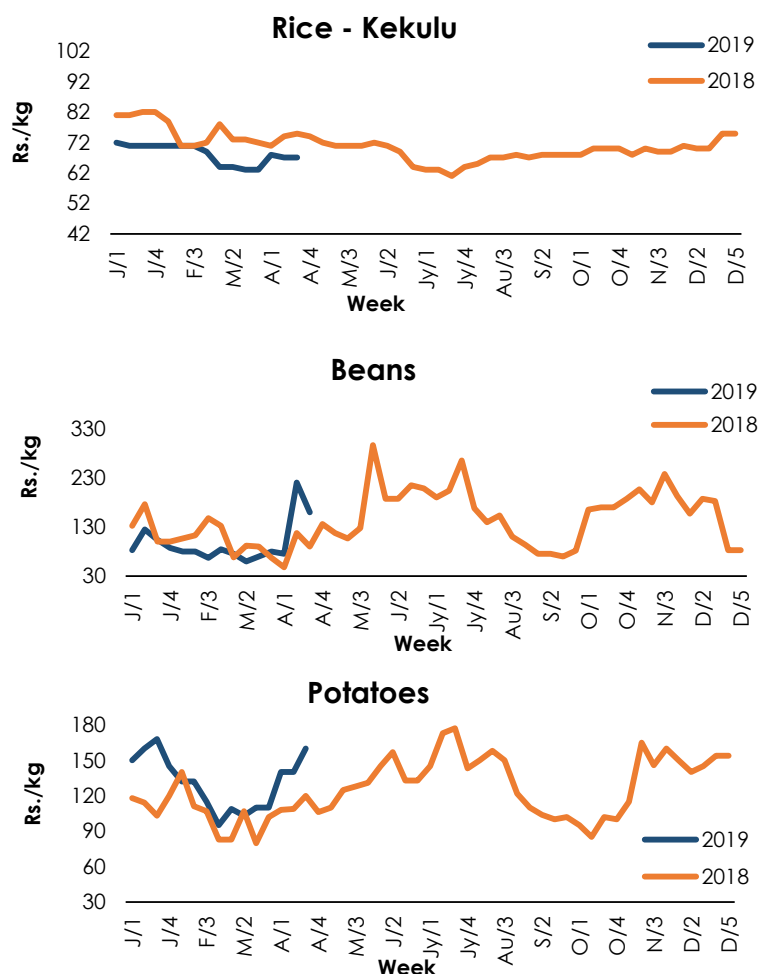 Rice - Kekulu
2019
2018
Rs./kg
102
92
82
72
62
52
42
J/1 J/4 F/3 M/2 A/1 A/4 M/3 J/2 Jy/1 Jy/4 Au/3 S/2 O/1 O/4 N/3 D/2 D/5
Week
Beans
2019
2018
Rs./kg
330
230
130
30
J/1 J/4 F/3 M/2 A/1 A/4 M/3 J/2 Jy/1 Jy/4 Au/3 S/2 O/1 O/4 N/3 D/2 D/5
Week
Potatoes
Rs./kg
180
150
120
90
60
30
2019
2018
J/1 J/4 F/3 M/2 A/1 A/4 M/3 J/2 Jy/1 Jy/4 Au/3 S/2 O/1 O/4 N/3 D/2 D/5
Week